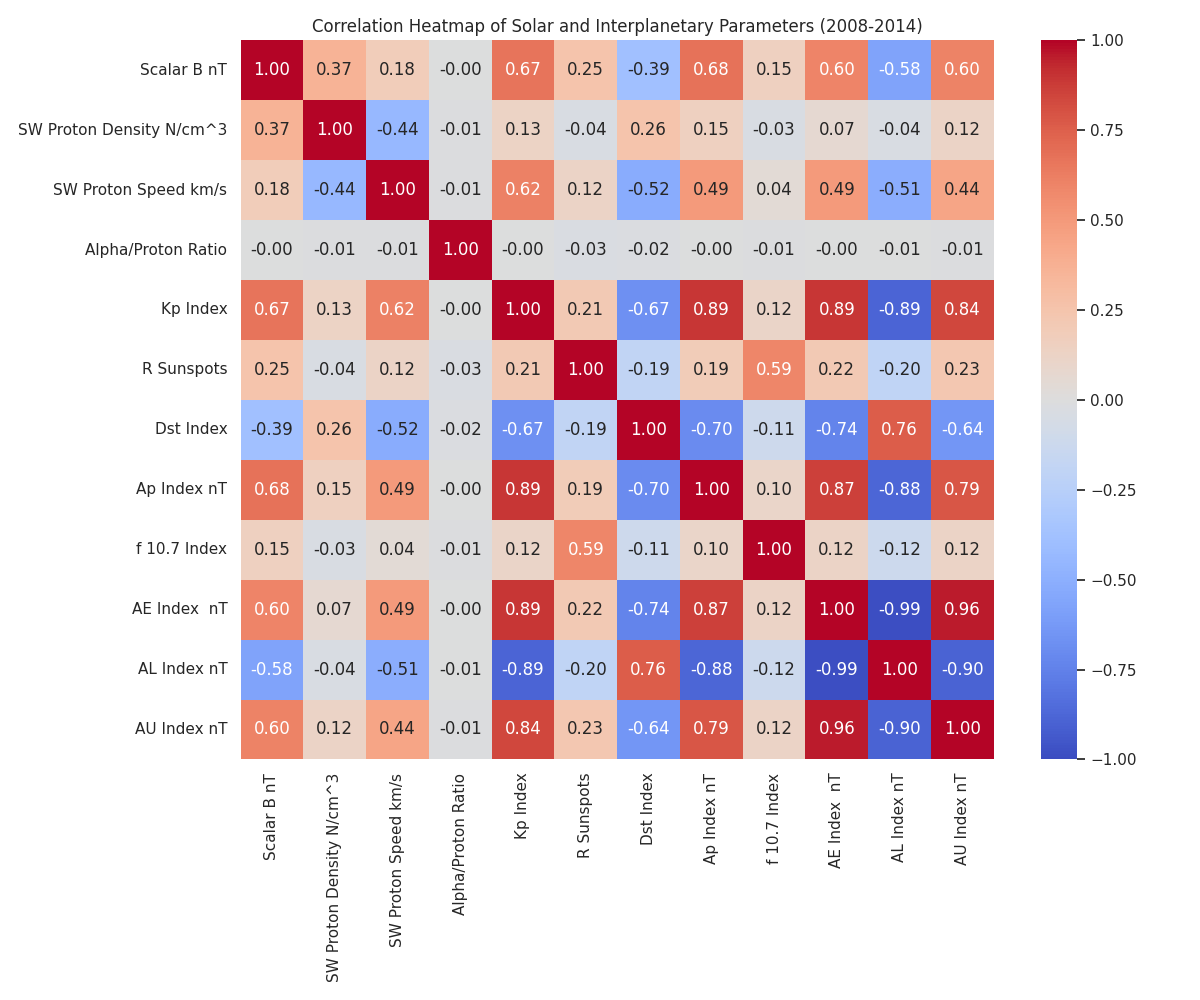 Correlation Heatmap of Solar and Interplanetary Parameters (2008-2014)
Scalar B nT 1.00 0.37 0.18 -0.00 0.67 0.25 -0.39 0.68 0.15 0.60 -0.58 0.60
SW Proton Density N/cm^3 0.37 1.00 -0.44 -0.01 0.13 -0.04 0.26 0.15 -0.03 0.07 -0.04 0.12
SW Proton Speed km/s 0.18 -0.44 1.00 -0.01 0.62 0.12 -0.52 0.49 0.04 0.49 -0.51 0.44
Alpha/Proton Ratio -0.00 -0.01 -0.01 1.00 -0.00 -0.03 -0.02 -0.00 -0.01 -0.00 -0.01 -0.01
Kp Index 0.67 0.13 0.62 -0.00 1.00 0.21 -0.67 0.89 0.12 0.89 -0.89 0.84
R Sunspots 0.25 -0.04 0.12 -0.03 0.21 1.00 -0.19 0.19 0.59 0.22 -0.20 0.23
Dst Index -0.39 0.26 -0.52 -0.02 -0.67 -0.19 1.00 -0.70 -0.11 -0.74 0.76 -0.64
Ap Index nT 0.68 0.15 0.49 -0.00 0.89 0.19 -0.70 1.00 0.10 0.87 -0.88 0.79
f 10.7 Index 0.15 -0.03 0.04 -0.01 0.12 0.59 -0.11 0.10 1.00 0.12 -0.12 0.12
AE Index  nT 0.60 0.07 0.49 -0.00 0.89 0.22 -0.74 0.87 0.12 1.00 -0.99 0.96
AL Index nT -0.58 -0.04 -0.51 -0.01 -0.89 -0.20 0.76 -0.88 -0.12 -0.99 1.00 -0.90
AU Index nT 0.60 0.12 0.44 -0.01 0.84 0.23 -0.64 0.79 0.12 0.96 -0.90 1.00
Scalar B nT
SW Proton Density N/cm^3
SW Proton Speed km/s
Alpha/Proton Ratio
Kp Index
R Sunspots
Dst Index
Ap Index nT
f 10.7 Index
AE Index  nT
AL Index nT
AU Index nT
1.00
0.75
0.50
0.25
0.00
−0.25
−0.50
−0.75
−1.00